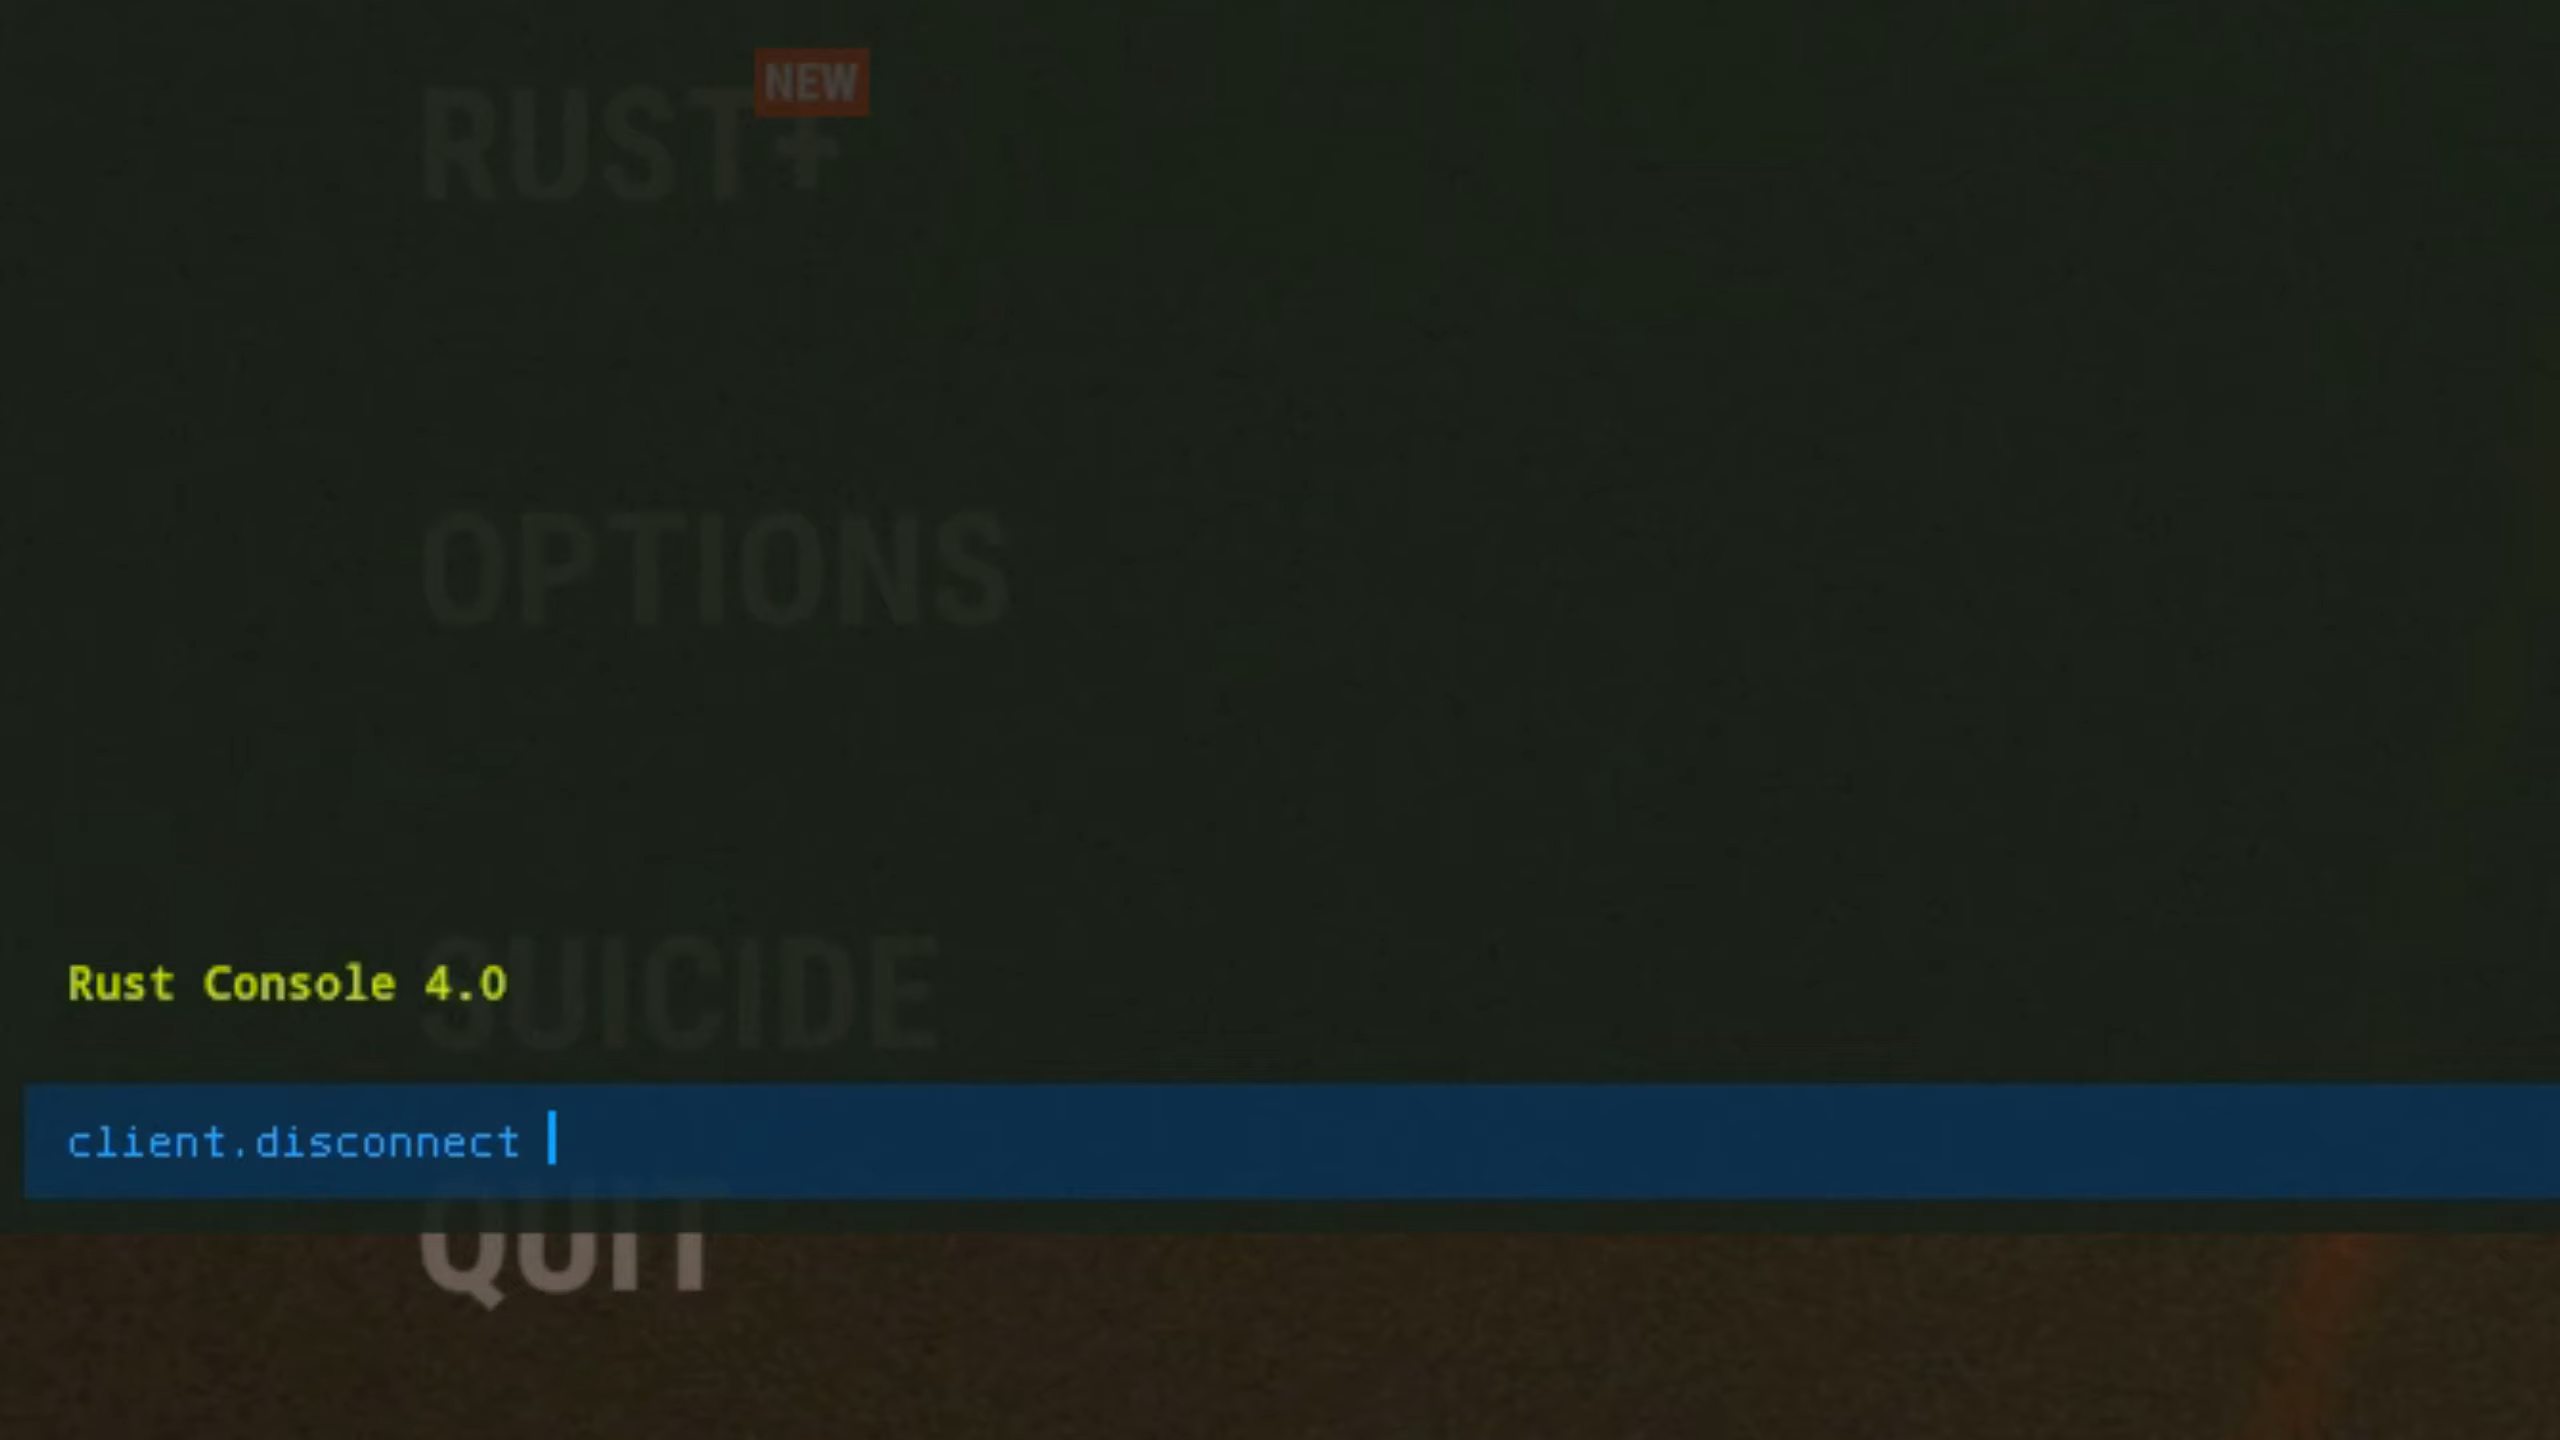 NEW
RUST+
OPTIONS
SUICIDE
Rust Console 4.0
client.disconnect
QUIT